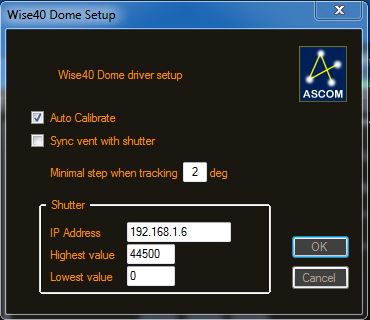 Wise40 Dome Setup
X
Wise40 Dome driver setup
ASCOM
Auto Calibrate
Sync vent with shutter
Minimal step when tracking 2 deg
Shutter
IP Address 192.168.1.6
Highest value 44500
Lowest value 0
OK
Cancel